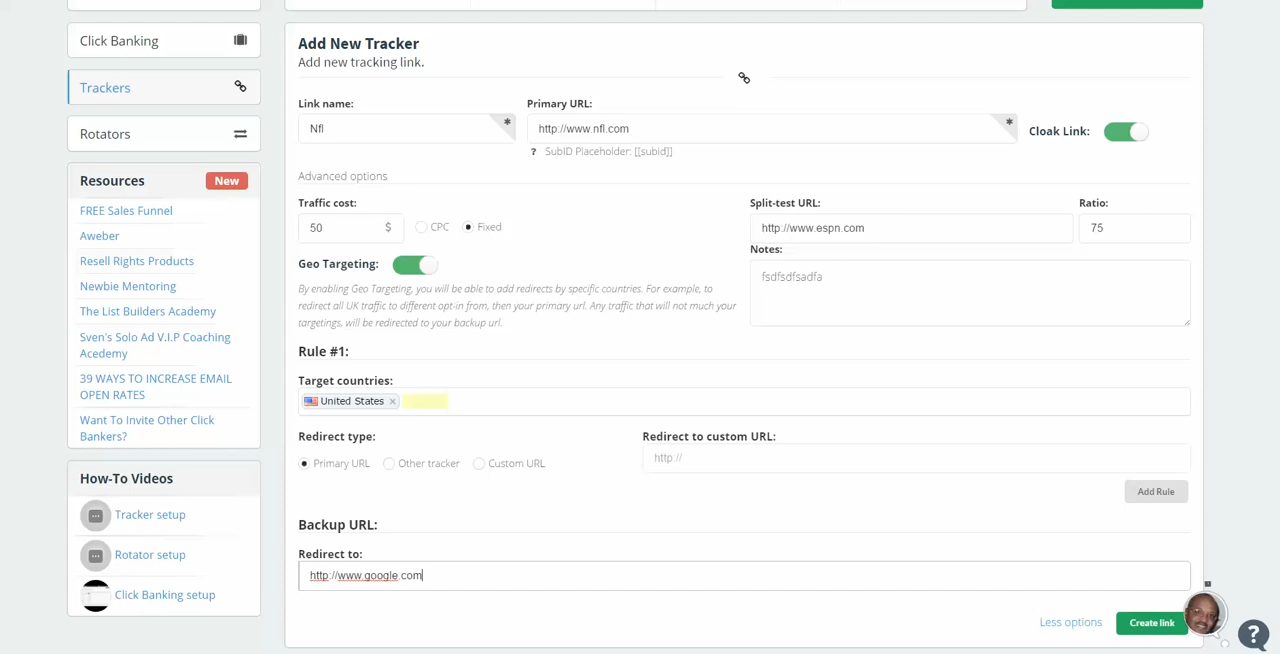 Click Banking
Trackers
Rotators
Resources
New
FREE Sales Funnel
Aweber
Resell Rights Products
Newbie Mentoring
The List Builders Academy
Sven's Solo Ad V.I.P Coaching
Acedemy
39 WAYS TO INCREASE EMAIL
OPEN RATES
Want To Invite Other Click
Bankers?
How-To Videos
Tracker setup
Rotator setup
Click Banking setup
Add New Tracker
Add new tracking link.
Link name:
Nfl
*
Primary URL:
http://www.nfl.com
*
? SubID Placeholder: [[subid]]
Cloak Link:
Advanced options
Traffic cost:
50 $
CPC Fixed
Split-test URL:
http://www.espn.com
Ratio:
75
Geo Targeting:
By enabling Geo Targeting, you will be able to add redirects by specific countries. For example, to
redirect all UK traffic to different opt-in from, then your primary url. Any traffic that will not much your
targetings, will be redirected to your backup url.
Notes:
fsdfsdfsadfa
Rule #1:
Target countries:
United States ×
Redirect type:
Primary URL Other tracker Custom URL
Redirect to custom URL:
http://
Add Rule
Backup URL:
Redirect to:
http://www.google.com
Less options
Create link
?